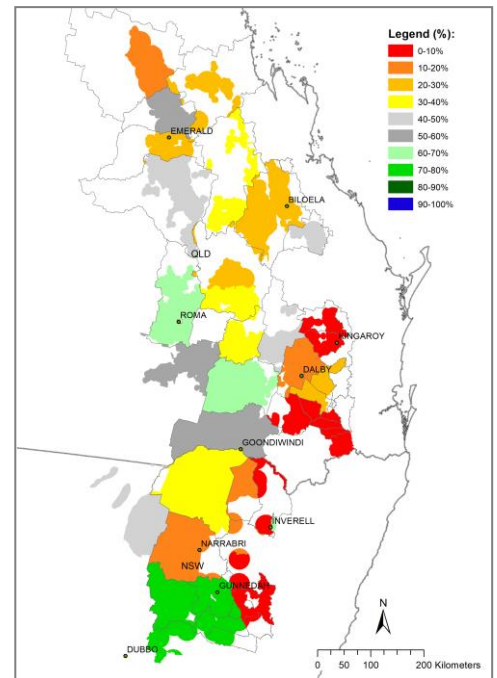 Legend (%):
0-10%
10-20%
20-30%
30-40%
40-50%
50-60%
60-70%
70-80%
80-90%
90-100%
EMERALD
BILOELA
QLD
ROMA
KINGAROY
DALBY
GOONDIWINDI
INVERELL
NARRABRI
NSW
GUNNEDAH
DUBBO
N
0 50 100 200 Kilometers